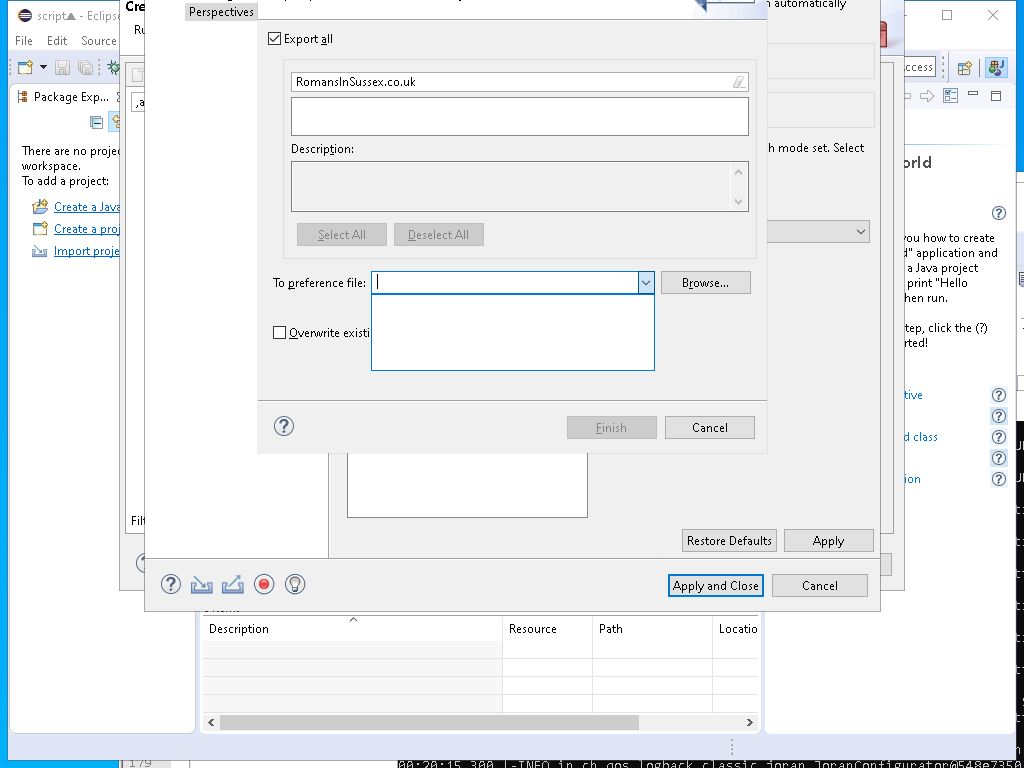 script▲ - Eclipse
File Edit Source
Package Exp...
There are no proje
workspace.
To add a project:
Create a Java
Create a proj
Import proje
Cre
Ru
Perspectives
Export all
RomansInSussex.co.uk
Description:
Select All
Deselect All
To preference file:
Browse...
Overwrite existi
Finish
Cancel
n automatically
h mode set. Select
Restore Defaults
Apply
Apply and Close
Cancel
Filt
ccess
orld
you how to create
d" application and
a Java project
print "Hello
hen run.
tep, click the (?)
rted!
tive
d class
ion
Description
Resource
Path
Locatio
179
00:20:15,300 |-INFO in ch.qos.logback.classic.joran.JoranConfigurator@548e7350